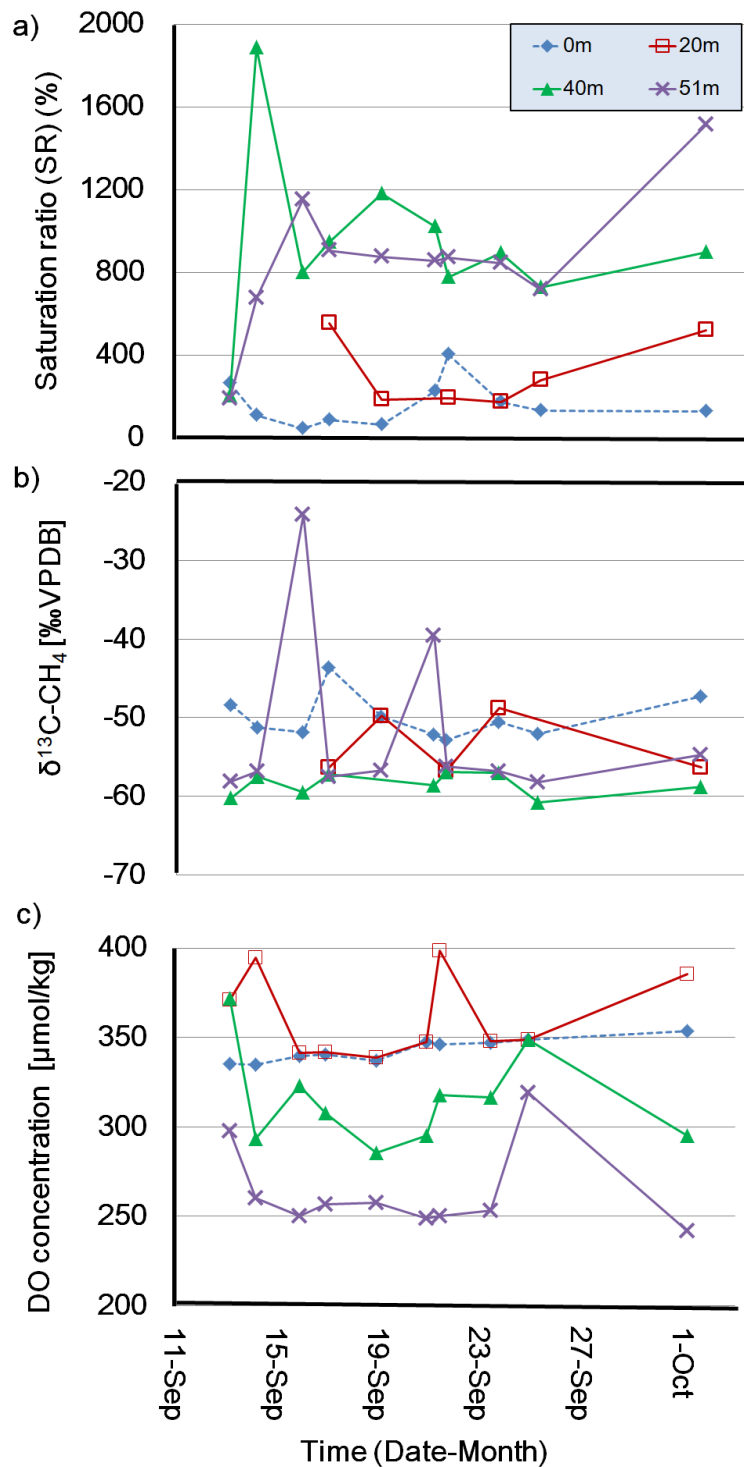 a)
Saturation ratio (SR) (%)
2000
1600
1200
800
400
0
0m 20m
40m 51m
b)
δ¹³C-CH₄ [‰VPDB]
-20
-30
-40
-50
-60
-70
c)
DO concentration [µmol/kg]
400
350
300
250
200
11-Sep
15-Sep
19-Sep
23-Sep
27-Sep
1-Oct
Time (Date-Month)